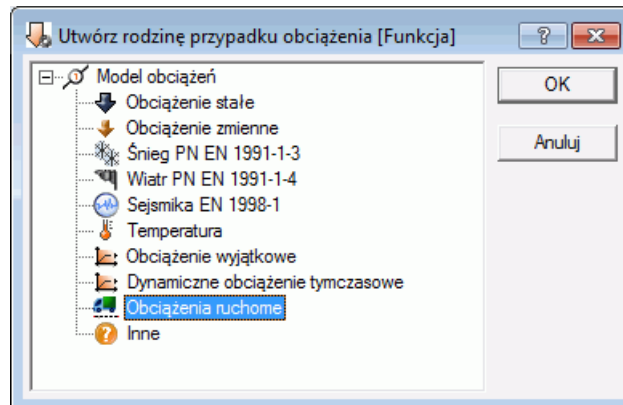 Utwórz rodzinę przypadku obciążenia [Funkcja]
Model obciążeń
OK
Obciążenie stałe
Obciążenie zmienne
Anuluj
Śnieg PN EN 1991-1-3
Wiatr PN EN 1991-1-4
Sejsmika EN 1998-1
Temperatura
Obciążenie wyjątkowe
Dynamiczne obciążenie tymczasowe
Obciążenia ruchome
Inne